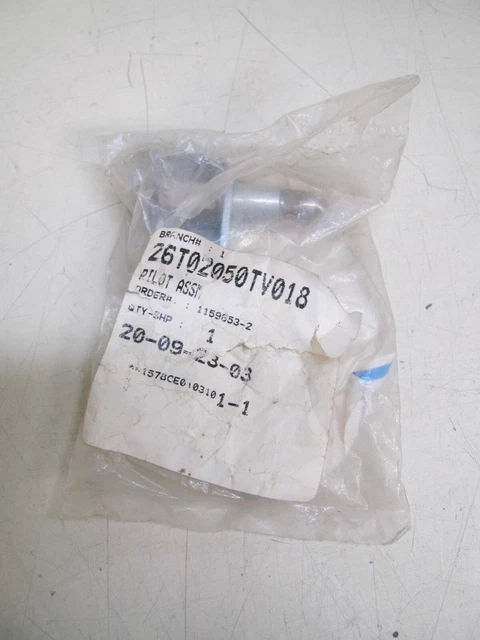 BRANCH# : 1
26T02050TV018
PILOT ASSM
ORDER#: 1159653-2
QTY-SHP : 1
20-09-23-03
1-1